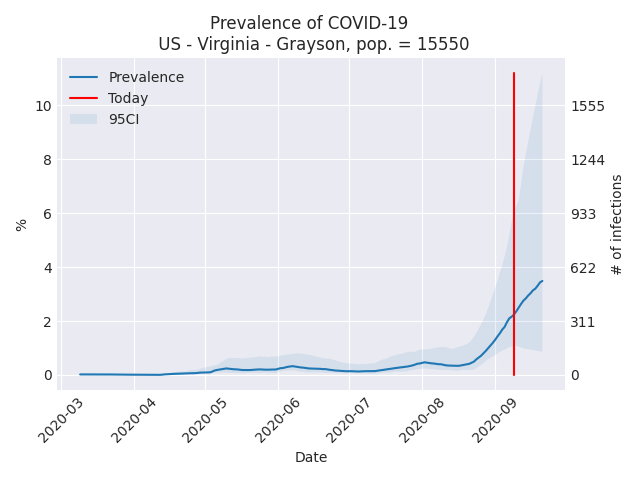 Prevalence of COVID-19
US - Virginia - Grayson, pop. = 15550
Prevalence
Today
95CI
10
8
6
4
2
0
%
1555
1244
933
622
311
0
# of infections
2020-03
2020-04
2020-05
2020-06
2020-07
2020-08
2020-09
Date